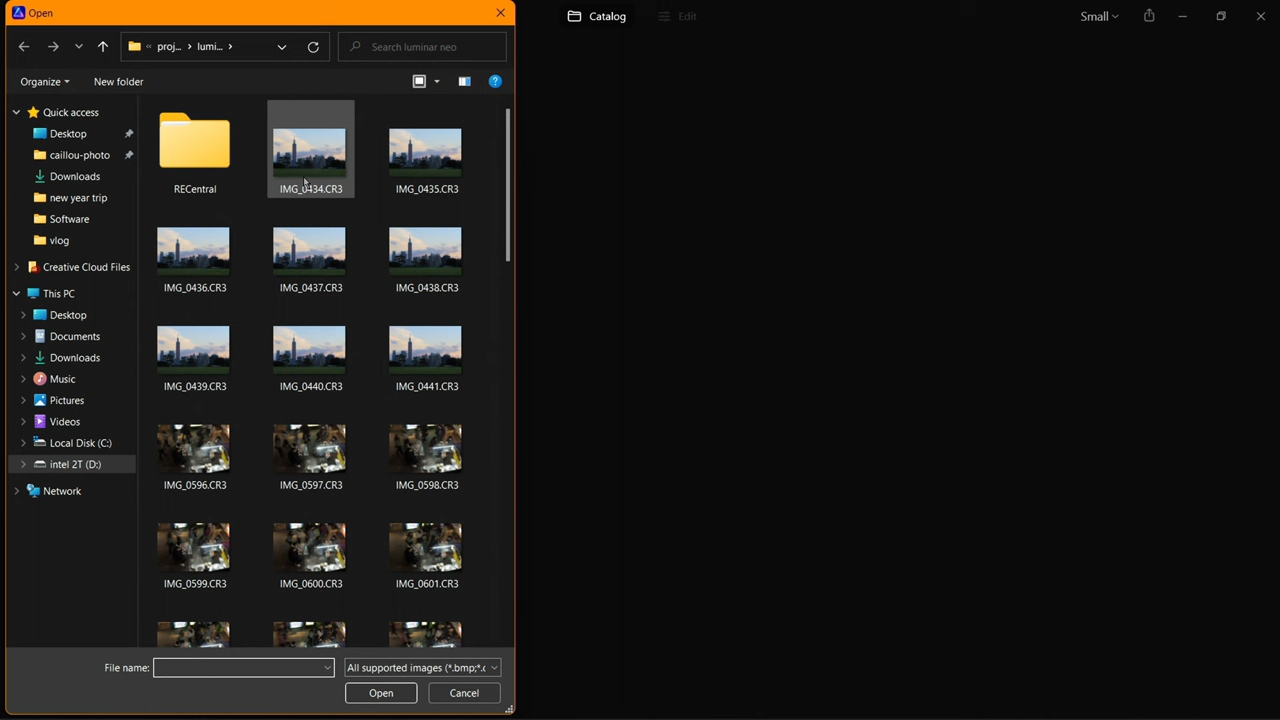 Open
Catalog
Edit
Small
proj...
lumi...
Search luminar neo
Organize
New folder
Quick access
Desktop
caillou-photo
Downloads
new year trip
Software
vlog
Creative Cloud Files
This PC
Desktop
Documents
Downloads
Music
Pictures
Videos
Local Disk (C:)
intel 2T (D:)
Network
RECentral
IMG_0434.CR3
IMG_0435.CR3
IMG_0436.CR3
IMG_0437.CR3
IMG_0438.CR3
IMG_0439.CR3
IMG_0440.CR3
IMG_0441.CR3
IMG_0596.CR3
IMG_0597.CR3
IMG_0598.CR3
IMG_0599.CR3
IMG_0600.CR3
IMG_0601.CR3
File name:
All supported images (*.bmp;*.c
Open
Cancel